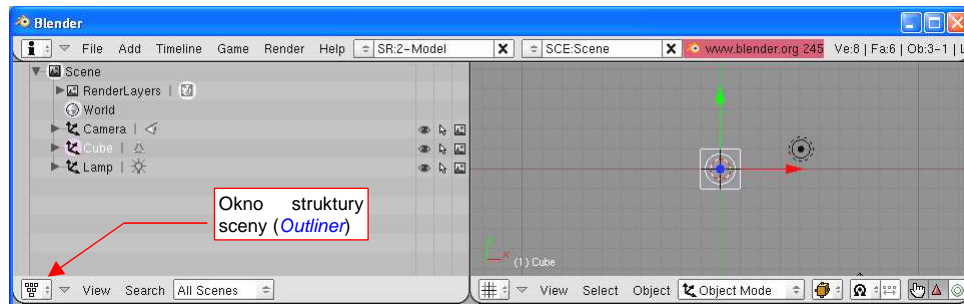 Blender
File Add Timeline Game Render Help SR:2-Model X SCE:Scene X www.blender.org 245 Ve:8 | Fa:6 | Ob:3-1 | L
Scene
RenderLayers |
World
Camera |
Cube |
Lamp |
Okno struktury
sceny (Outliner)
(1) Cube
View Search All Scenes
View Select Object Object Mode